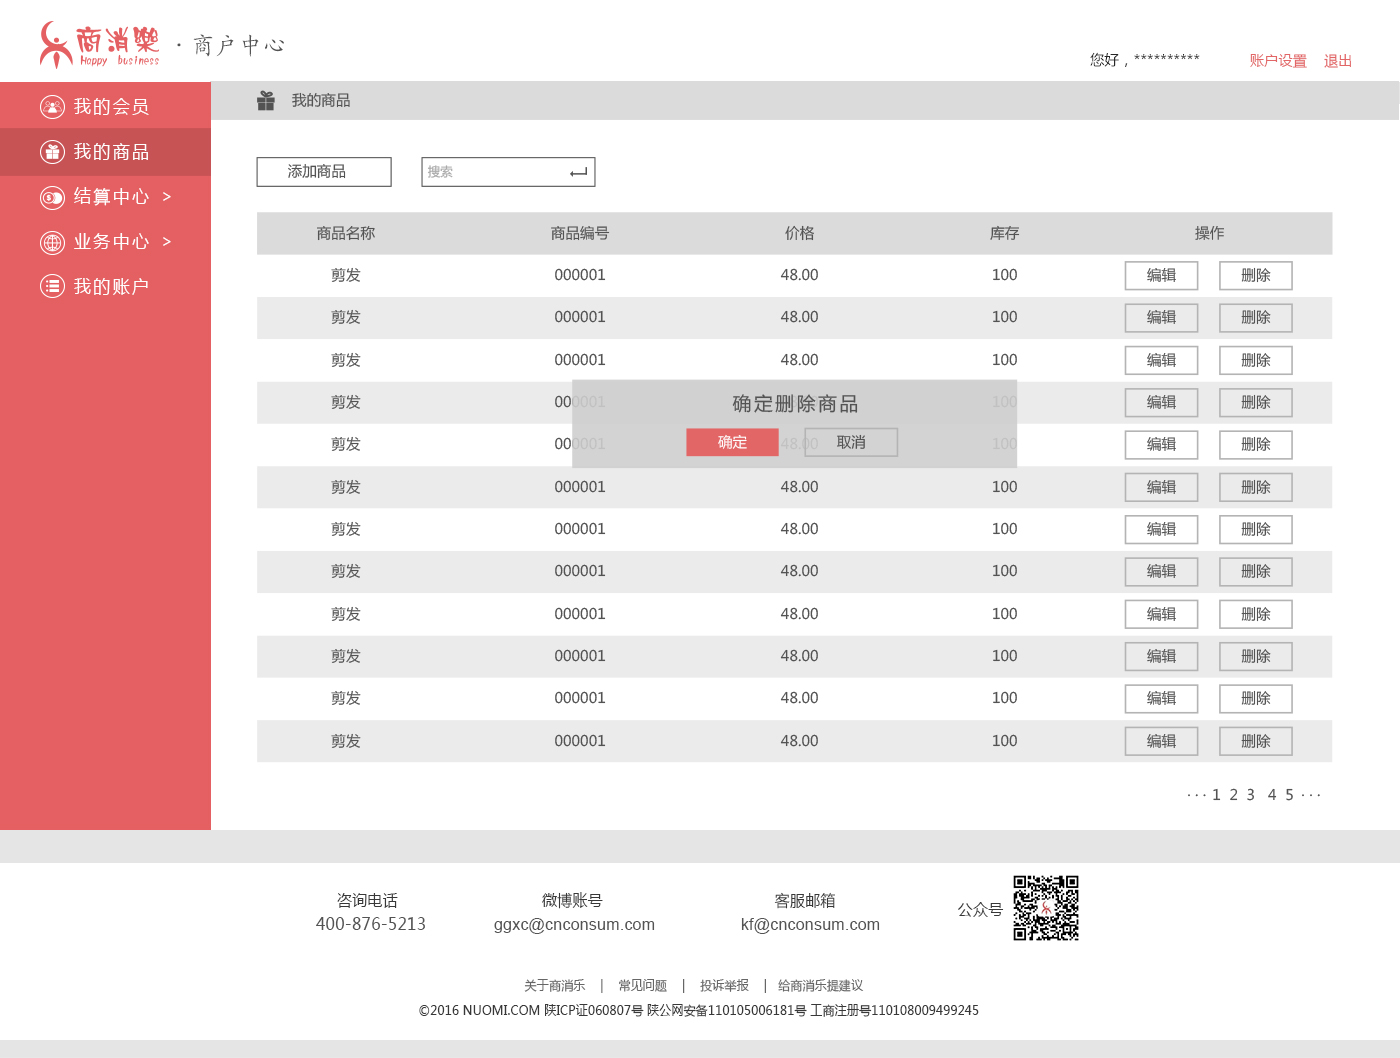 商消樂
Happy business
· 商户中心
您好，**********
账户设置 退出
我的会员
我的商品
结算中心 >
业务中心 >
我的账户
我的商品
添加商品 搜索
商品名称 商品编号 价格 库存 操作
剪发 000001 48.00 100 编辑 删除
剪发 000001 48.00 100 编辑 删除
剪发 000001 48.00 100 编辑 删除
剪发 000001 100 编辑 删除
确定删除商品
剪发 000001 48.00 100 编辑 删除
确定 取消
剪发 000001 48.00 100 编辑 删除
剪发 000001 48.00 100 编辑 删除
剪发 000001 48.00 100 编辑 删除
剪发 000001 48.00 100 编辑 删除
剪发 000001 48.00 100 编辑 删除
剪发 000001 48.00 100 编辑 删除
剪发 000001 48.00 100 编辑 删除
··· 1 2 3 4 5 ···
咨询电话
400-876-5213
微博账号
ggxc@cnconsum.com
客服邮箱
kf@cnconsum.com
公众号
关于商消乐 | 常见问题 | 投诉举报 | 给商消乐提建议
©2016 NUOMI.COM 陕ICP证060807号 陕公网安备110105006181号 工商注册号110108009499245